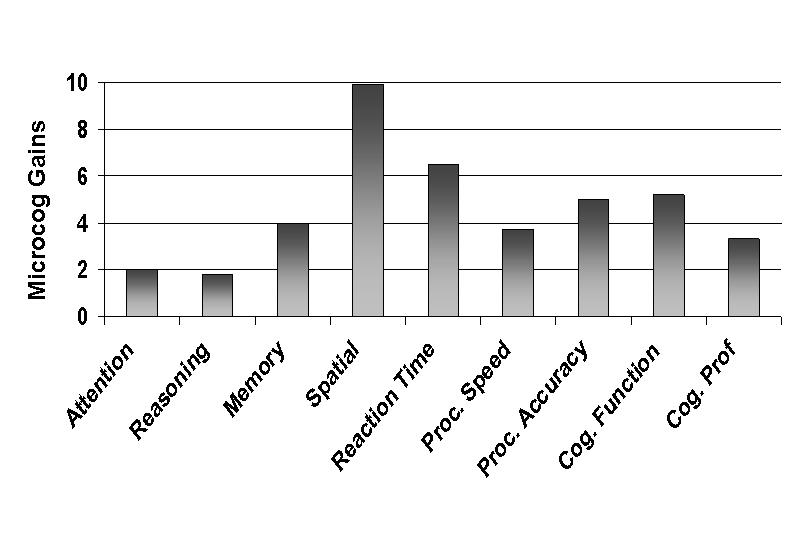 Microcog Gains
10
8
6
4
2
0
Attention
Reasoning
Memory
Spatial
Reaction Time
Proc. Speed
Proc. Accuracy
Cog. Function
Cog. Prof